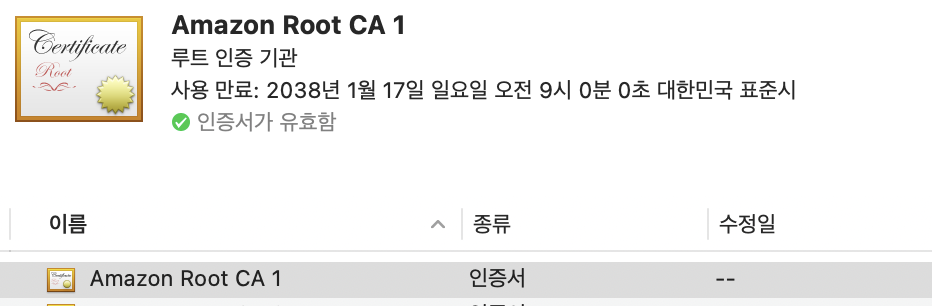 Certificate
Root
Amazon Root CA 1
루트 인증 기관
사용 만료: 2038년 1월 17일 일요일 오전 9시 0분 0초 대한민국 표준시
인증서가 유효함
이름 종류 수정일
Amazon Root CA 1 인증서 --